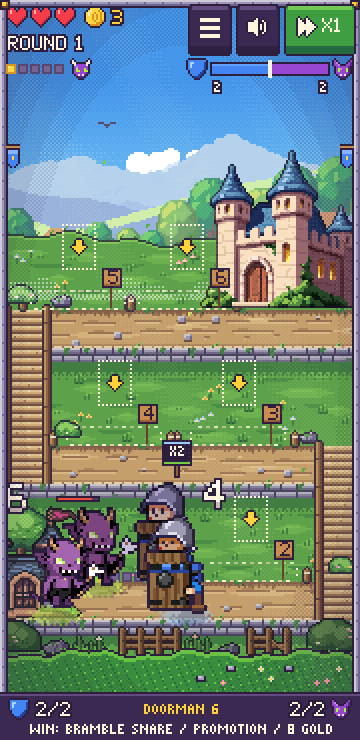 3
X1
ROUND 1
2 2
5 6
4 3
X2
5 4
2
2/2 DOORMAN 6 2/2
WIN: BRAMBLE SNARE / PROMOTION / 8 GOLD